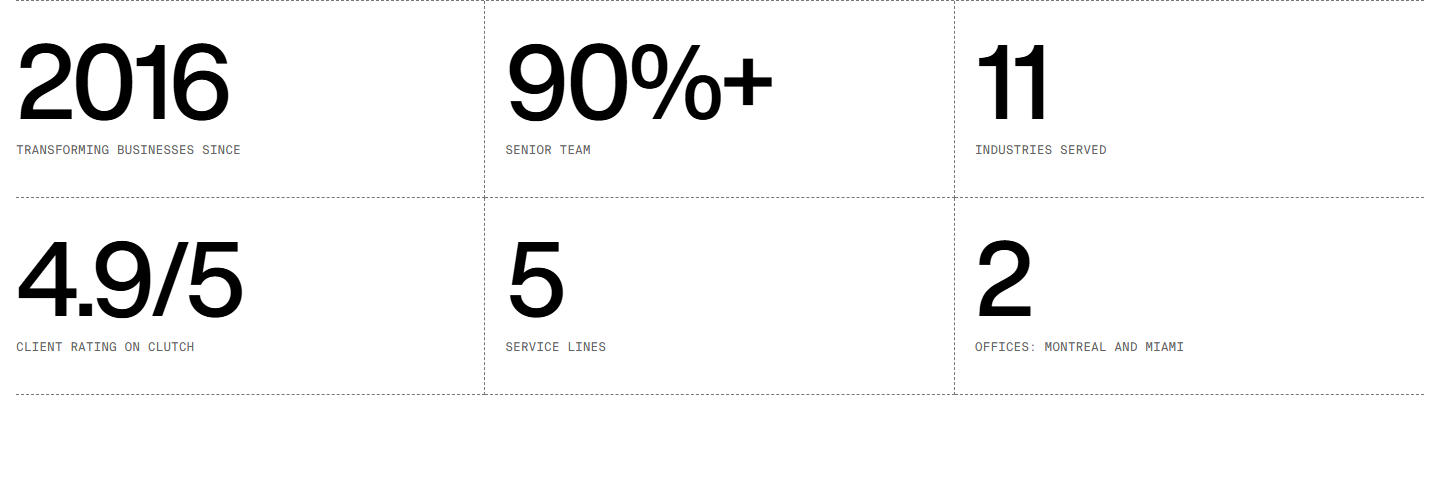 2016
TRANSFORMING BUSINESSES SINCE
90%+
SENIOR TEAM
11
INDUSTRIES SERVED
4.9/5
CLIENT RATING ON CLUTCH
5
SERVICE LINES
2
OFFICES: MONTREAL AND MIAMI